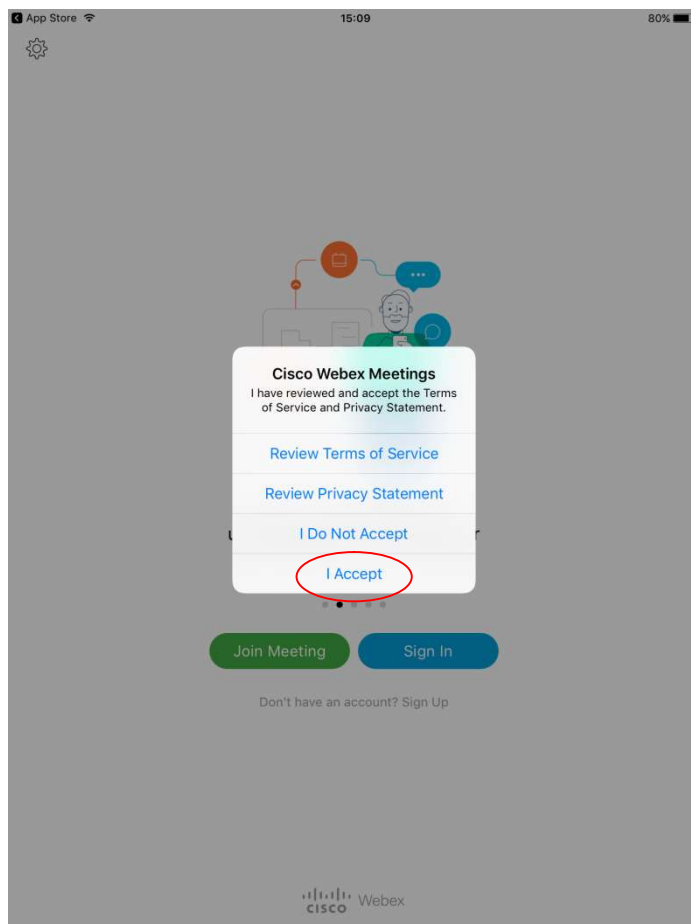 App Store
15:09
80%
Cisco Webex Meetings
I have reviewed and accept the Terms
of Service and Privacy Statement.
Review Terms of Service
Review Privacy Statement
I Do Not Accept
I Accept
Join Meeting
Sign In
Don't have an account? Sign Up
CISCO Webex